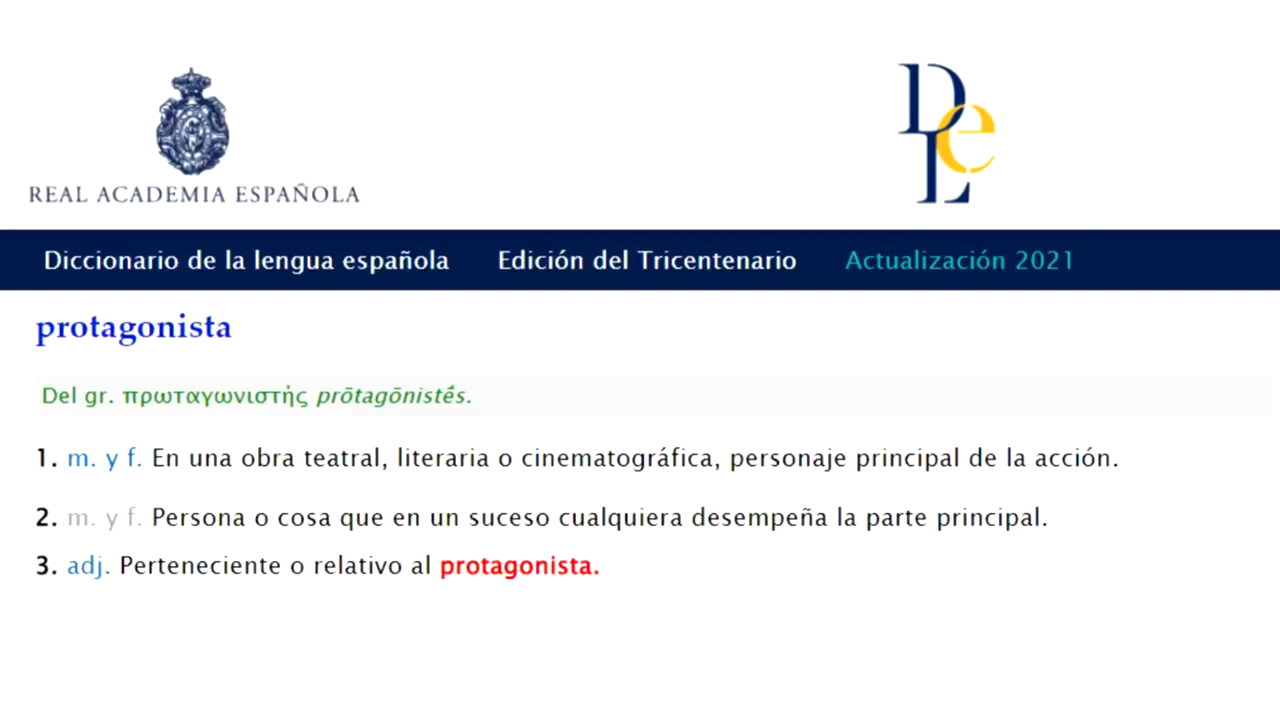 REAL ACADEMIA ESPAÑOLA
DLe
Diccionario de la lengua española Edición del Tricentenario Actualización 2021
protagonista
Del gr. πρωταγωνιστής prōtagōnistḗs.
1. m. y f. En una obra teatral, literaria o cinematográfica, personaje principal de la acción.
2. m. y f. Persona o cosa que en un suceso cualquiera desempeña la parte principal.
3. adj. Perteneciente o relativo al protagonista.